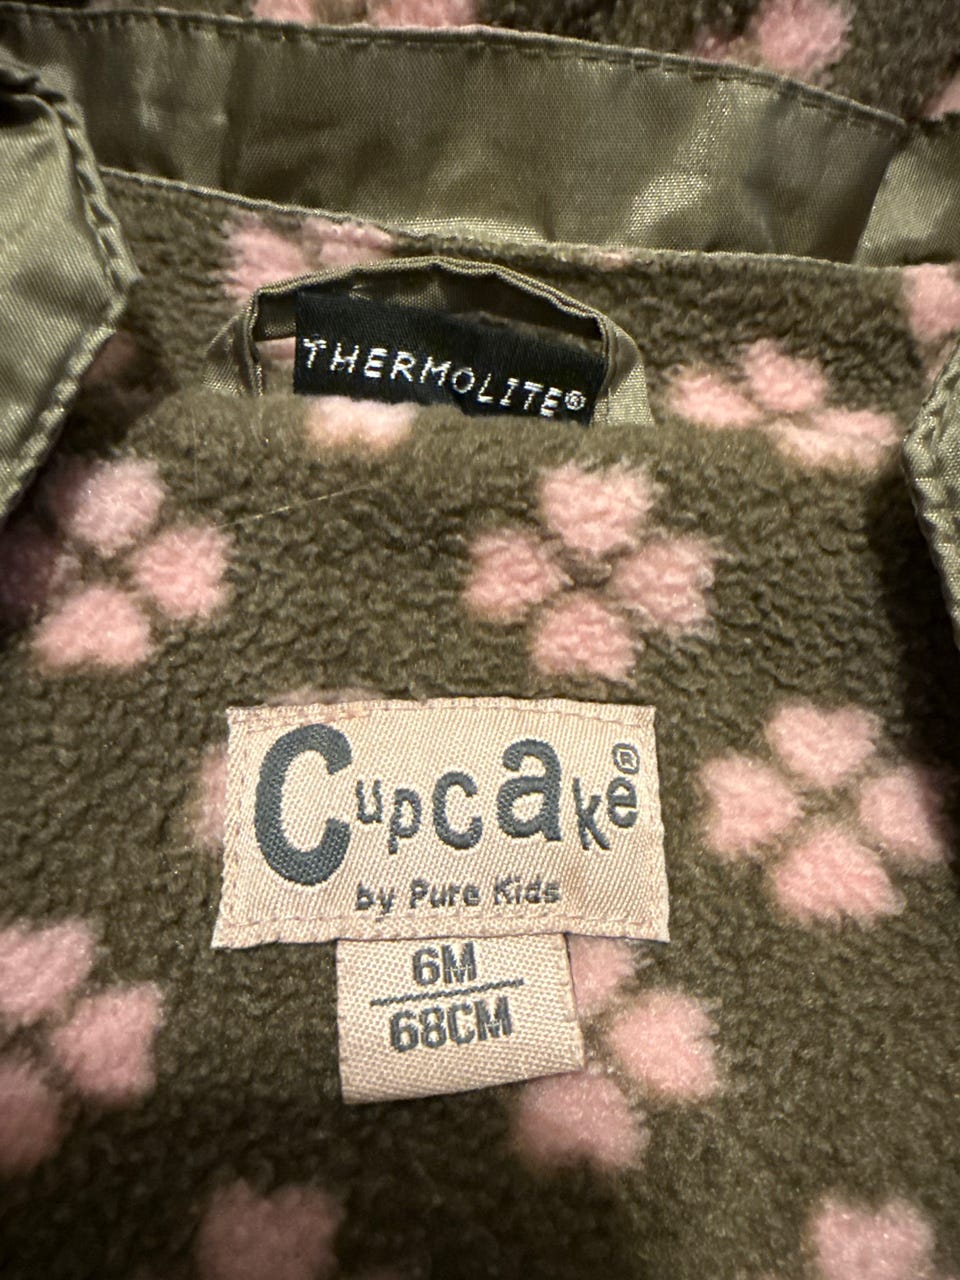 THERMOLITE®
Cupcake®
by Pure Kids
6M
68CM